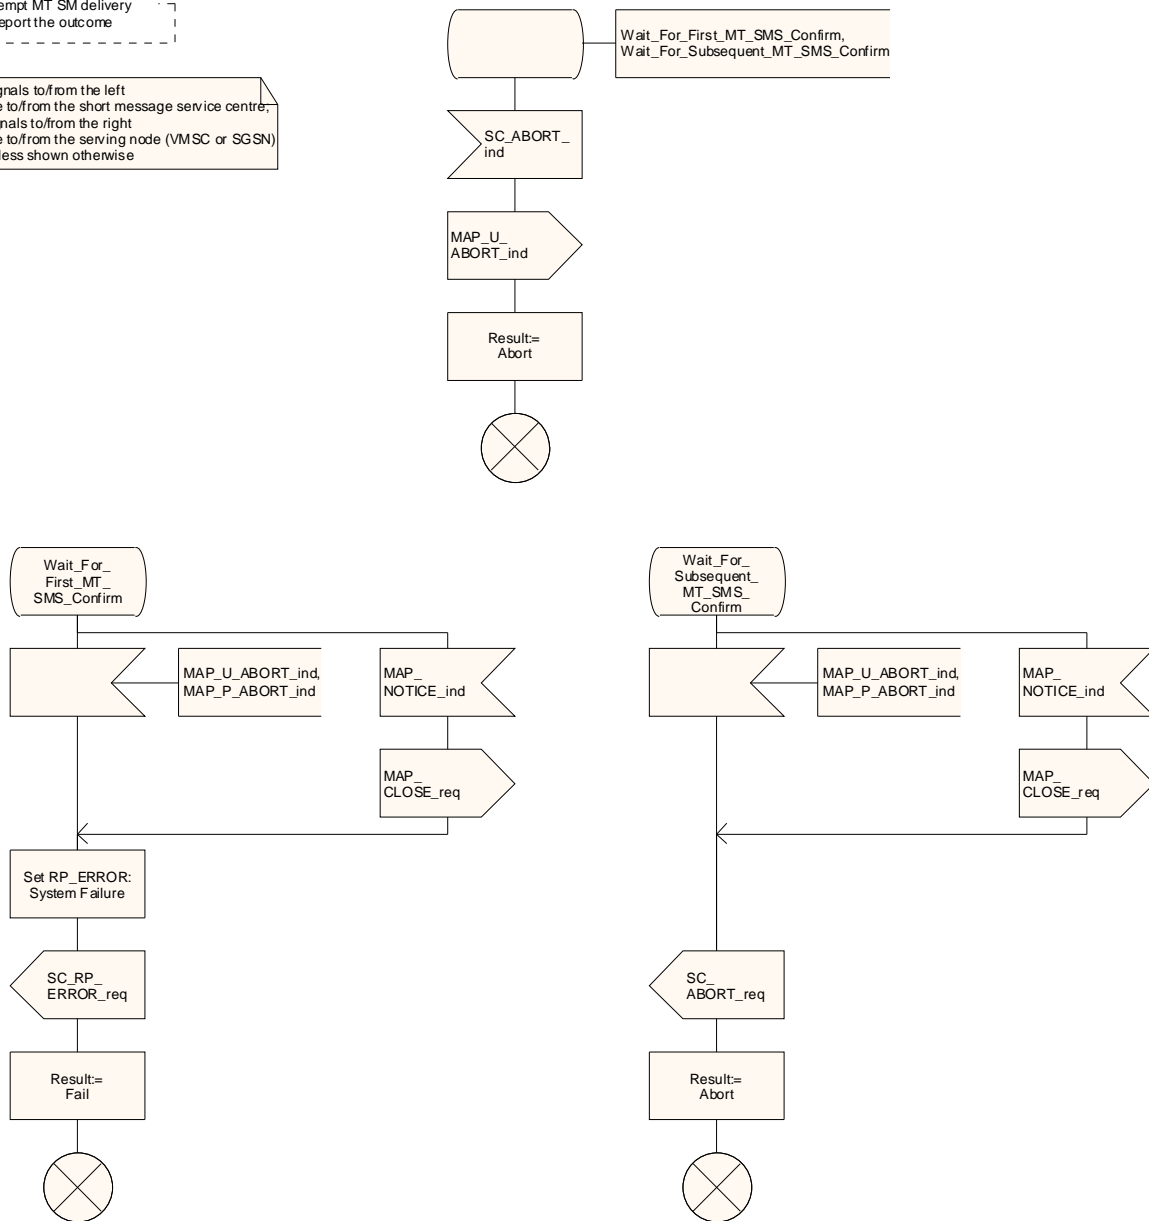 empt MT SM delivery
eport the outcome
Wait_For_First_MT_SMS_Confirm,
Wait_For_Subsequent_MT_SMS_Confirm
gnals to/from the left
e to/from the short message service centre,
gnals to/from the right
e to/from the serving node (VMSC or SGSN)
less shown otherwise
SC_ABORT_
ind
MAP_U_
ABORT_ind
Result:=
Abort
Wait_For_
First_MT_
SMS_Confirm
MAP_U_ABORT_ind,
MAP_P_ABORT_ind
MAP_
NOTICE_ind
MAP_
CLOSE_req
Set RP_ERROR:
System Failure
SC_RP_
ERROR_req
Result:=
Fail
Wait_For_
Subsequent_
MT_SMS_
Confirm
MAP_U_ABORT_ind,
MAP_P_ABORT_ind
MAP_
NOTICE_ind
MAP_
CLOSE_req
SC_
ABORT_req
Result:=
Abort